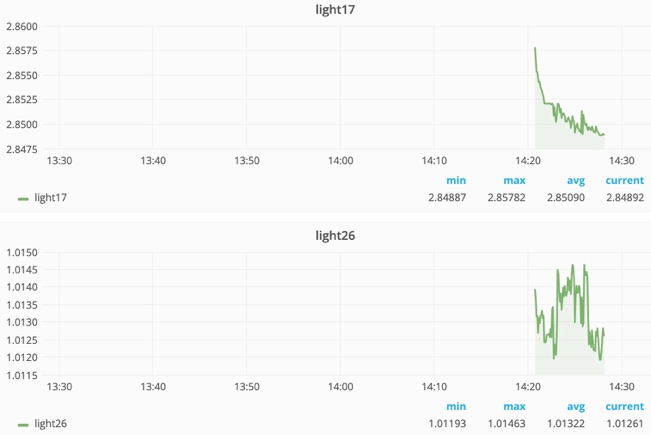 light17
2.8600
2.8575
2.8550
2.8525
2.8500
2.8475
13:30 13:40 13:50 14:00 14:10 14:20 14:30
min max avg current
light17 2.84887 2.85782 2.85090 2.84892
light26
1.0150
1.0145
1.0140
1.0135
1.0130
1.0125
1.0120
1.0115
13:30 13:40 13:50 14:00 14:10 14:20 14:30
min max avg current
light26 1.01193 1.01463 1.01322 1.01261